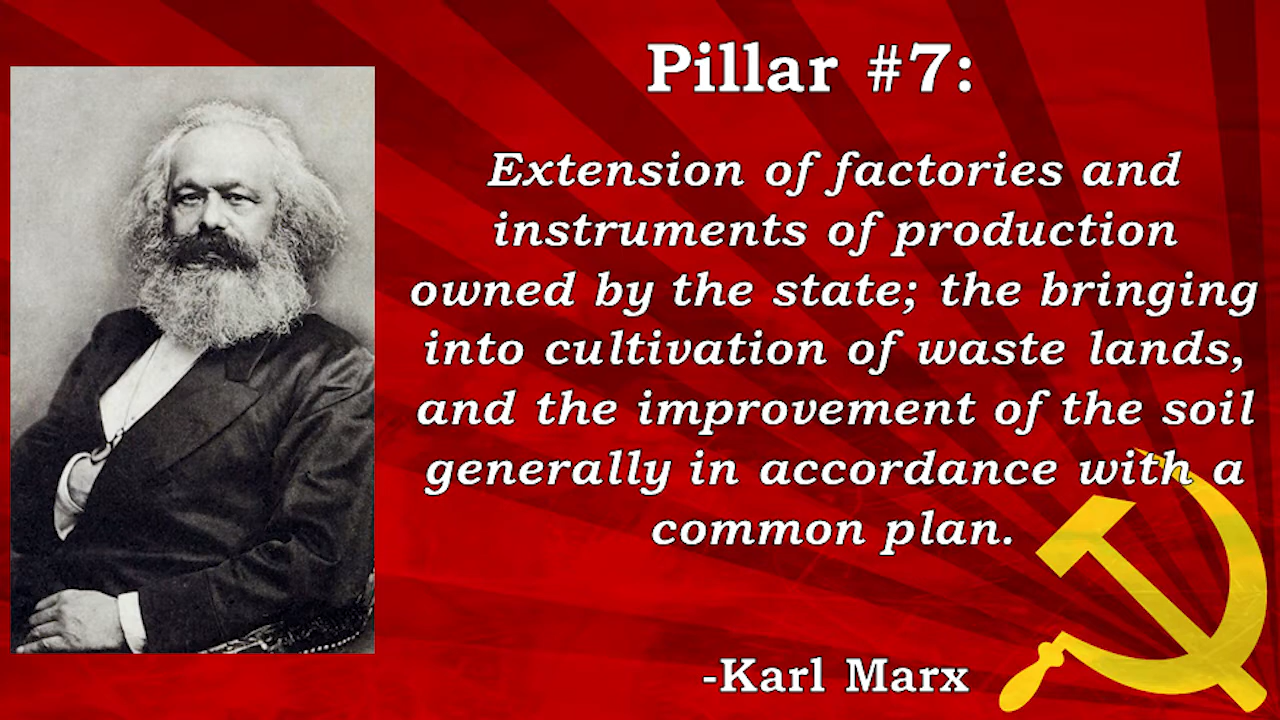 Pillar #7:
Extension of factories and
instruments of production
owned by the state; the bringing
into cultivation of waste lands,
and the improvement of the soil
generally in accordance with a
common plan.
-Karl Marx